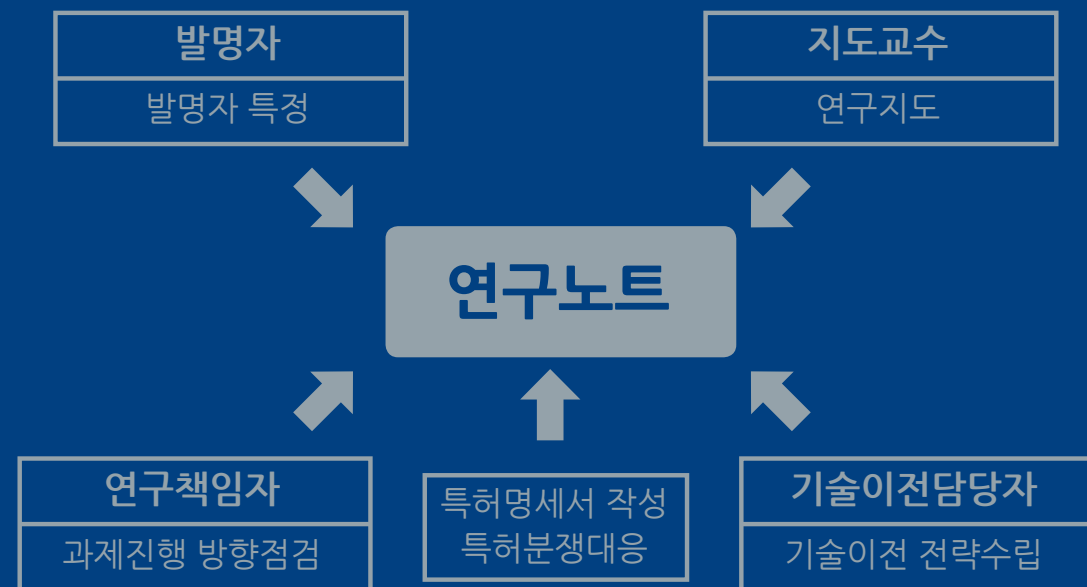 발명자
발명자 특정
지도교수
연구지도
연구노트
연구책임자
과제진행 방향점검
특허명세서 작성
특허분쟁대응
기술이전담당자
기술이전 전략수립